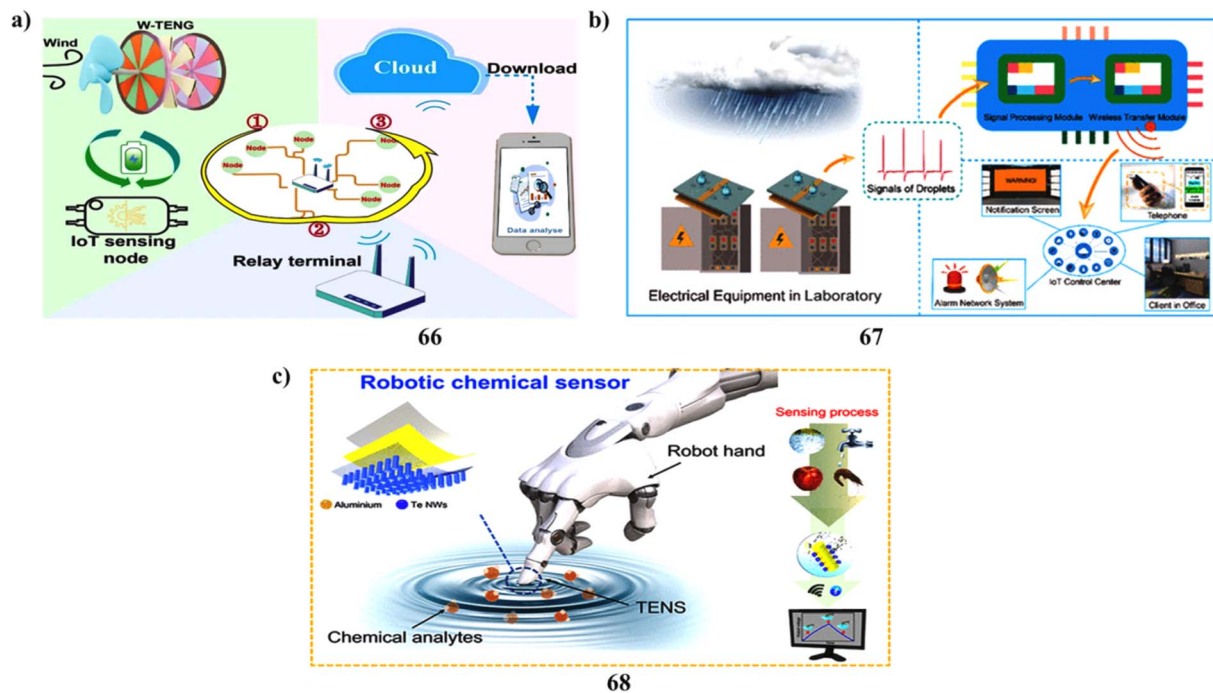 a)
W-TENG
Wind
Cloud
Download
①
③
Node
Node
Node
Node
Node
Node
②
IoT sensing
node
Relay terminal
Data analyse
66
b)
Signal Processing Module
Wireless Transfer Module
Signals of Droplets
WARNING!
Notification Screen
Telephone
Electrical Equipment in Laboratory
Alarm Network System
IoT Control Center
Client in Office
67
c)
Robotic chemical sensor
Sensing process
Robot hand
Aluminium
Te NWs
TENS
Chemical analytes
68